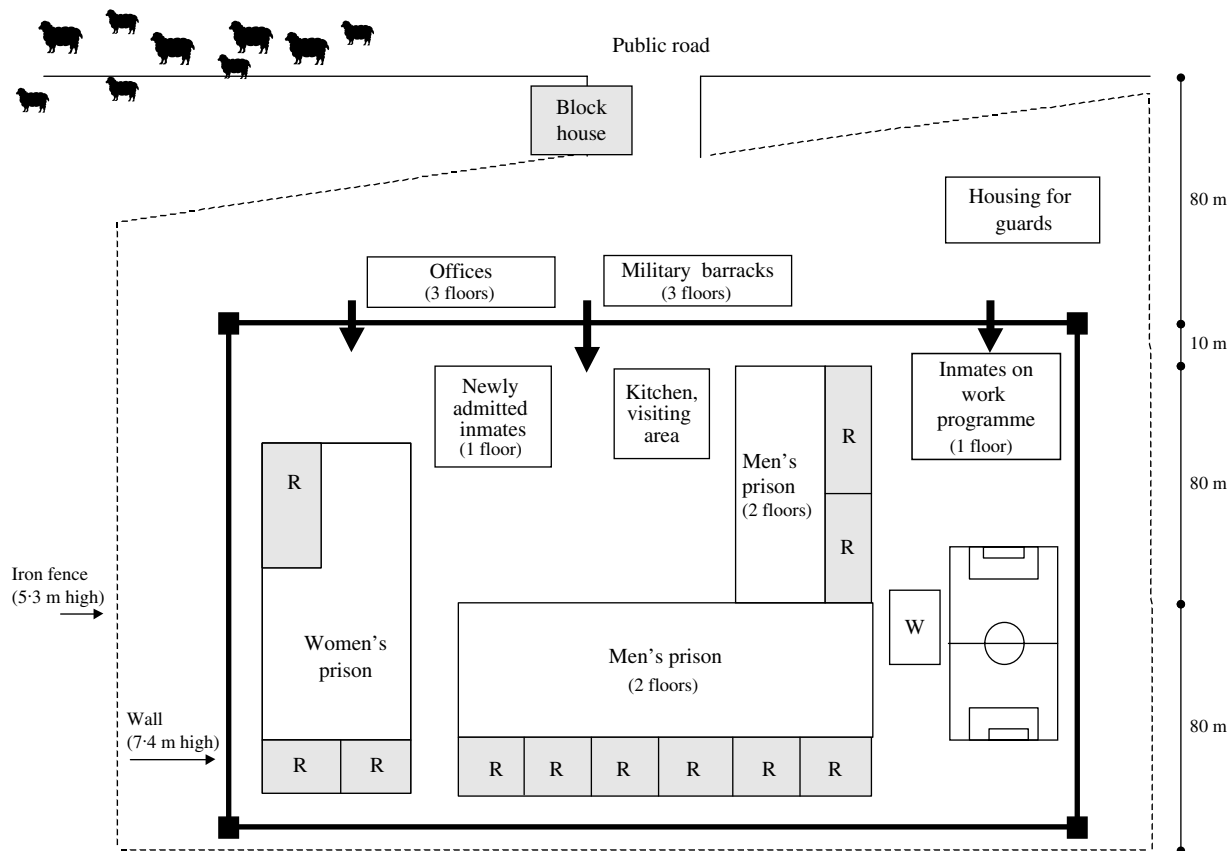 Public road
Block
house
Housing for
guards
80 m
Offices
(3 floors)
Military barracks
(3 floors)
10 m
Newly
admitted
inmates
(1 floor)
Kitchen,
visiting
area
Inmates on
work
programme
(1 floor)
R
Men's
prison
(2 floors)
R
R
80 m
Iron fence
(5·3 m high)
Women's
prison
Men's prison
(2 floors)
W
Wall
(7·4 m high)
80 m
R
R
R
R
R
R
R
R